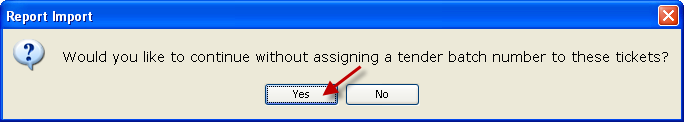 Report Import
Would you like to continue without assigning a tender batch number to these tickets?
Yes No